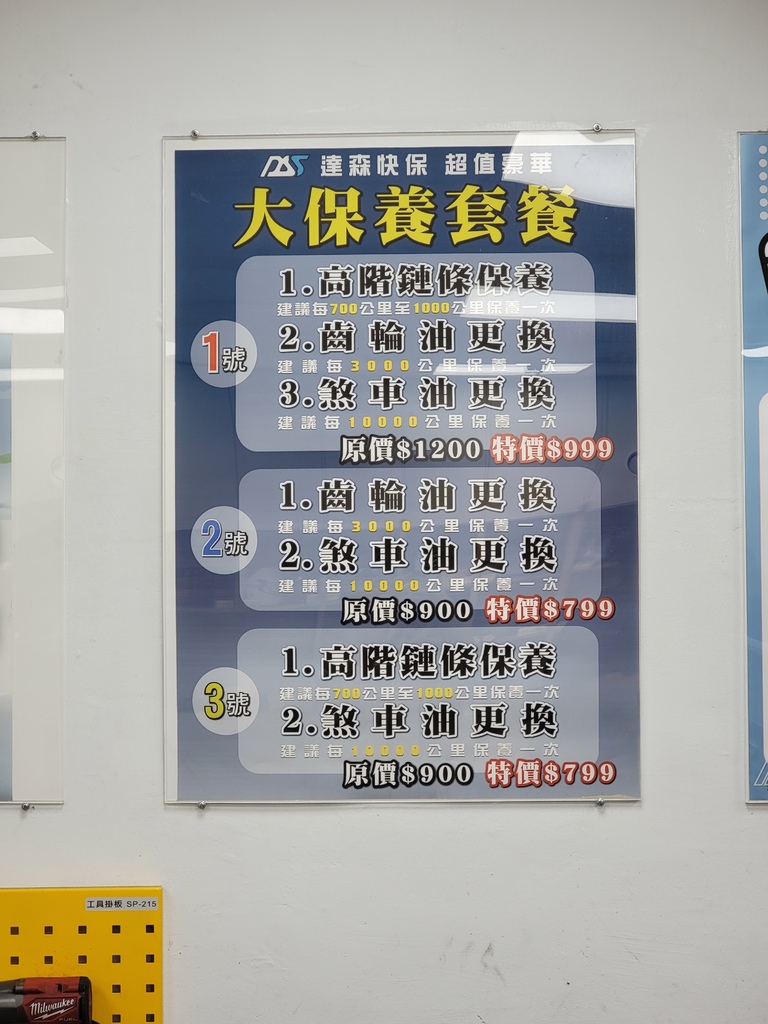 DMS 達森快保 超值豪華
大保養套餐
1號
1.高階鏈條保養
建議每700公里至1000公里保養一次
2.齒輪油更換
建議每3000公里保養一次
3.煞車油更換
建議每10000公里保養一次
原價$1200 特價$999
2號
1.齒輪油更換
建議每3000公里保養一次
2.煞車油更換
建議每10000公里保養一次
原價$900 特價$799
3號
1.高階鏈條保養
建議每700公里至1000公里保養一次
2.煞車油更換
建議每10000公里保養一次
原價$900 特價$799
工具掛板 SP-215
Milwaukee
FUEL